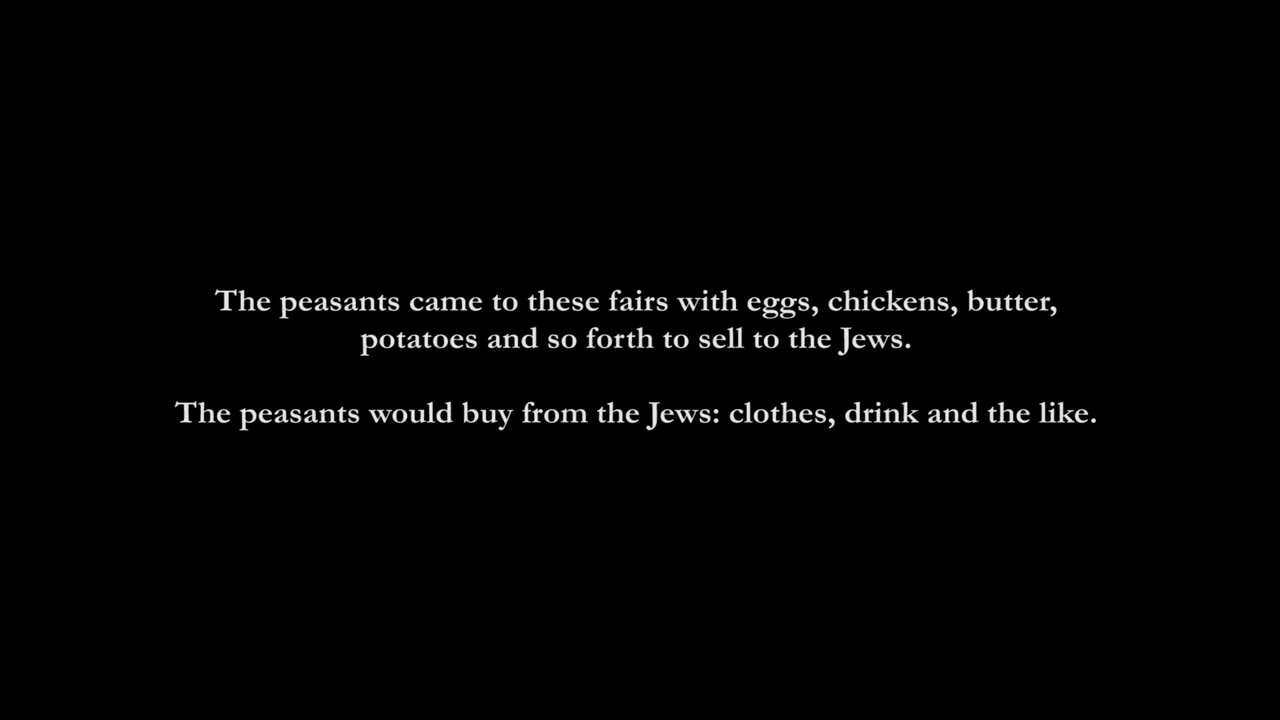 The peasants came to these fairs with eggs, chickens, butter,
potatoes and so forth to sell to the Jews.
The peasants would buy from the Jews: clothes, drink and the like.